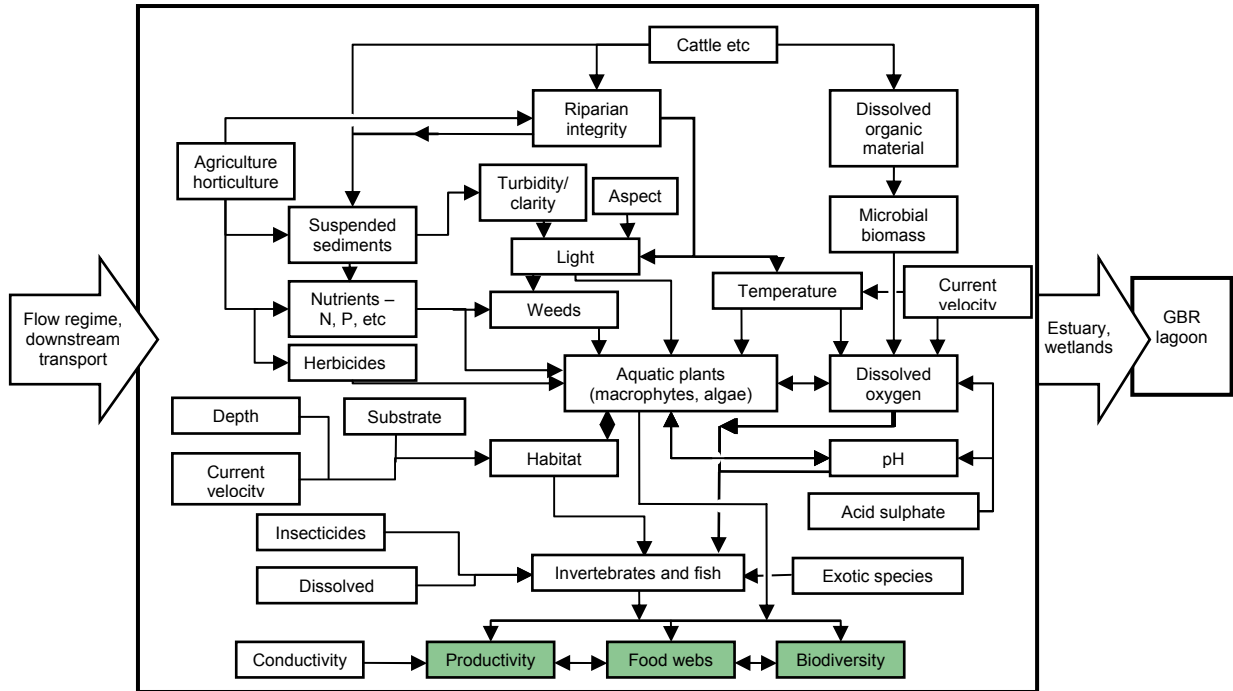 Cattle etc
Riparian
integrity
Dissolved
organic
material
Agriculture
horticulture
Turbidity/
clarity
Aspect
Suspended
sediments
Microbial
biomass
Light
Nutrients –
N, P, etc
Weeds
Temperature
Current
velocity
Flow regime,
downstream
transport
Estuary,
wetlands
GBR
lagoon
Herbicides
Aquatic plants
(macrophytes, algae)
Dissolved
oxygen
Depth
Substrate
Current
velocity
Habitat
pH
Acid sulphate
Insecticides
Dissolved
Invertebrates and fish
Exotic species
Conductivity
Productivity
Food webs
Biodiversity